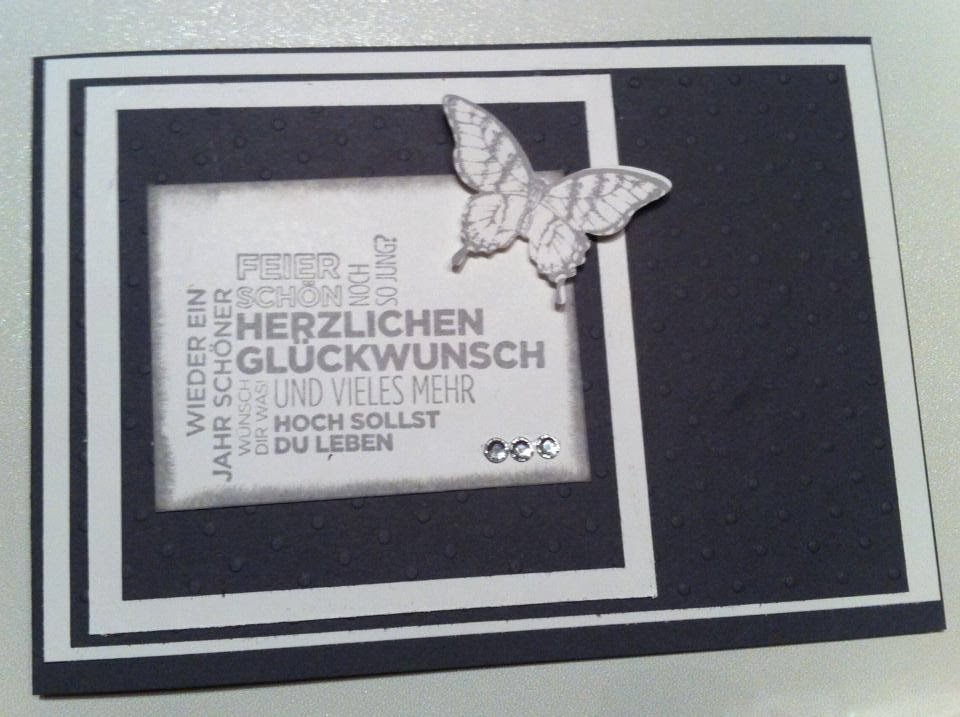 WIEDER EIN
JAHR SCHÖNER
FEIER
SCHÖN
NOCH
SO JUNG?
HERZLICHEN
GLÜCKWUNSCH
WÜNSCH
DIR WAS!
UND VIELES MEHR
HOCH SOLLST
DU LEBEN